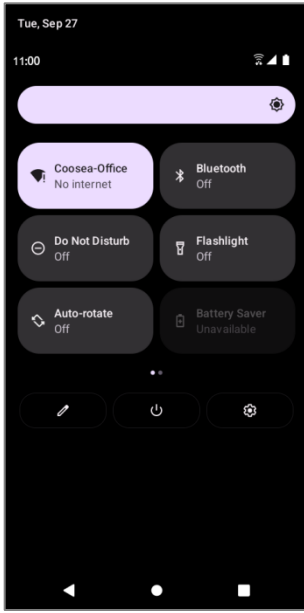 Tue, Sep 27
11:00
Coosea-Office
No internet
Bluetooth
Off
Do Not Disturb
Off
Flashlight
Off
Auto-rotate
Off
Battery Saver
Unavailable